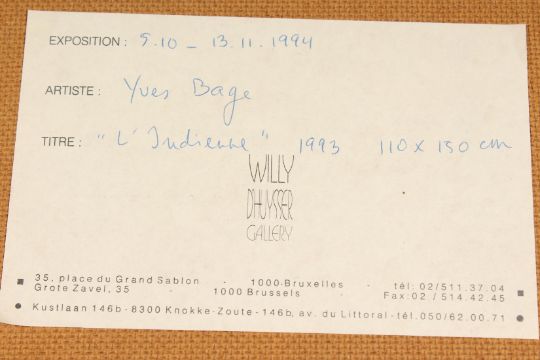 EXPOSITION : 9.10 – 13.11.1994
ARTISTE : Yves Bage
TITRE : "L'Indienne" 1993 110 x 150 cm
WILLY
D'HUYSSER
GALLERY
35, place du Grand Sablon - 1000-Bruxelles - tél: 02/511.37.04
Grote Zavel, 35 - 1000 Brussels - Fax:02 / 514.42.45
Kustlaan 146b - 8300 Knokke-Zoute - 146b, av. du Littoral - tél.050/62.00.71